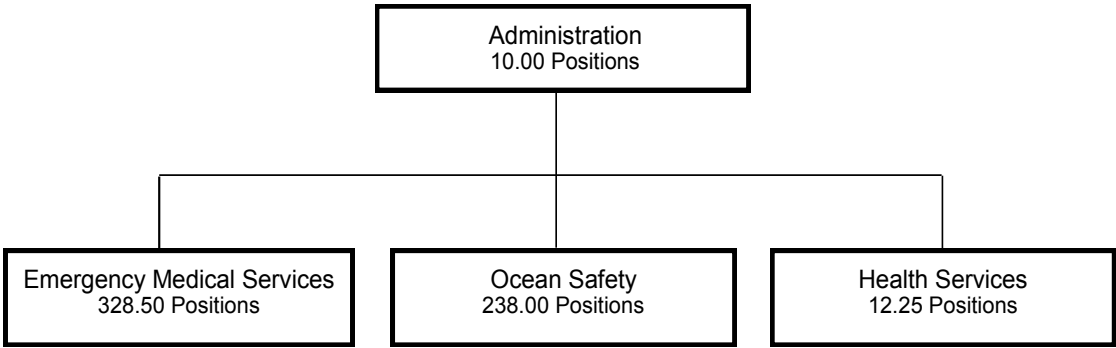 Administration
10.00 Positions
Emergency Medical Services
328.50 Positions
Ocean Safety
238.00 Positions
Health Services
12.25 Positions